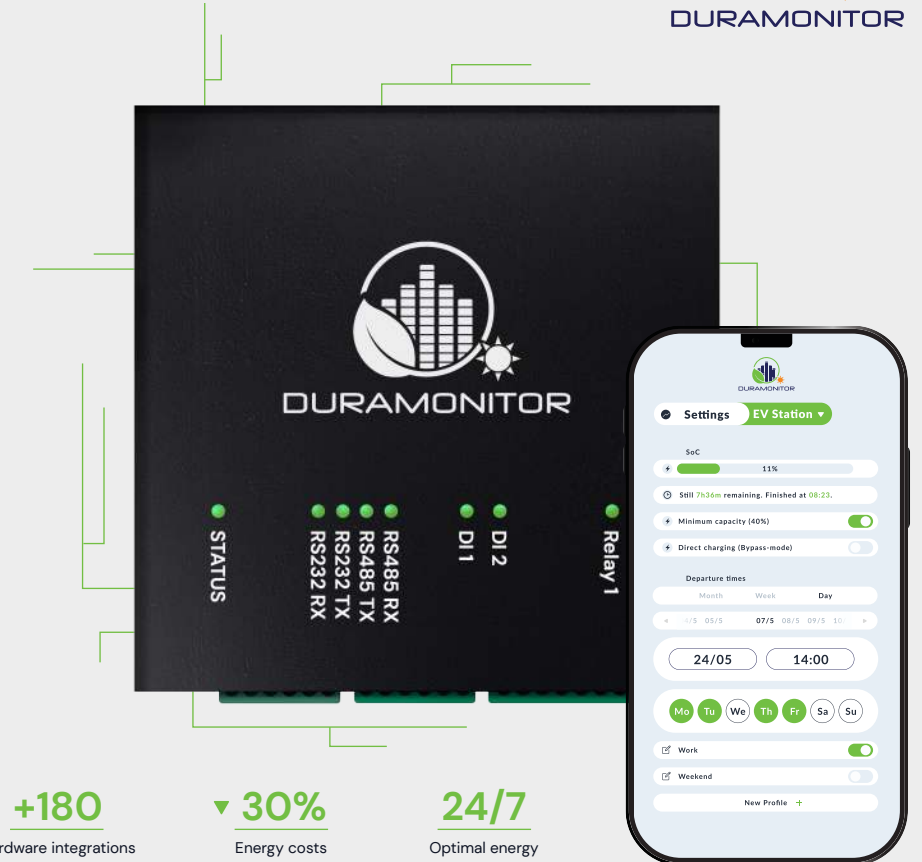 DURAMONITOR
DURAMONITOR
STATUS
RS232 RX
RS232 TX
RS485 TX
RS485 RX
DI 1
DI 2
Relay 1
DURAMONITOR
Settings
EV Station
SoC
11%
Still 7h36m remaining. Finished at 08:23.
Minimum capacity (40%)
Direct charging (Bypass-mode)
Departure times
Month Week Day
05/5 07/5 08/5 09/5
24/05 14:00
Mo Tu We Th Fr Sa Su
Work
Weekend
New Profile +
+180
rdware integrations
30%
Energy costs
24/7
Optimal energy